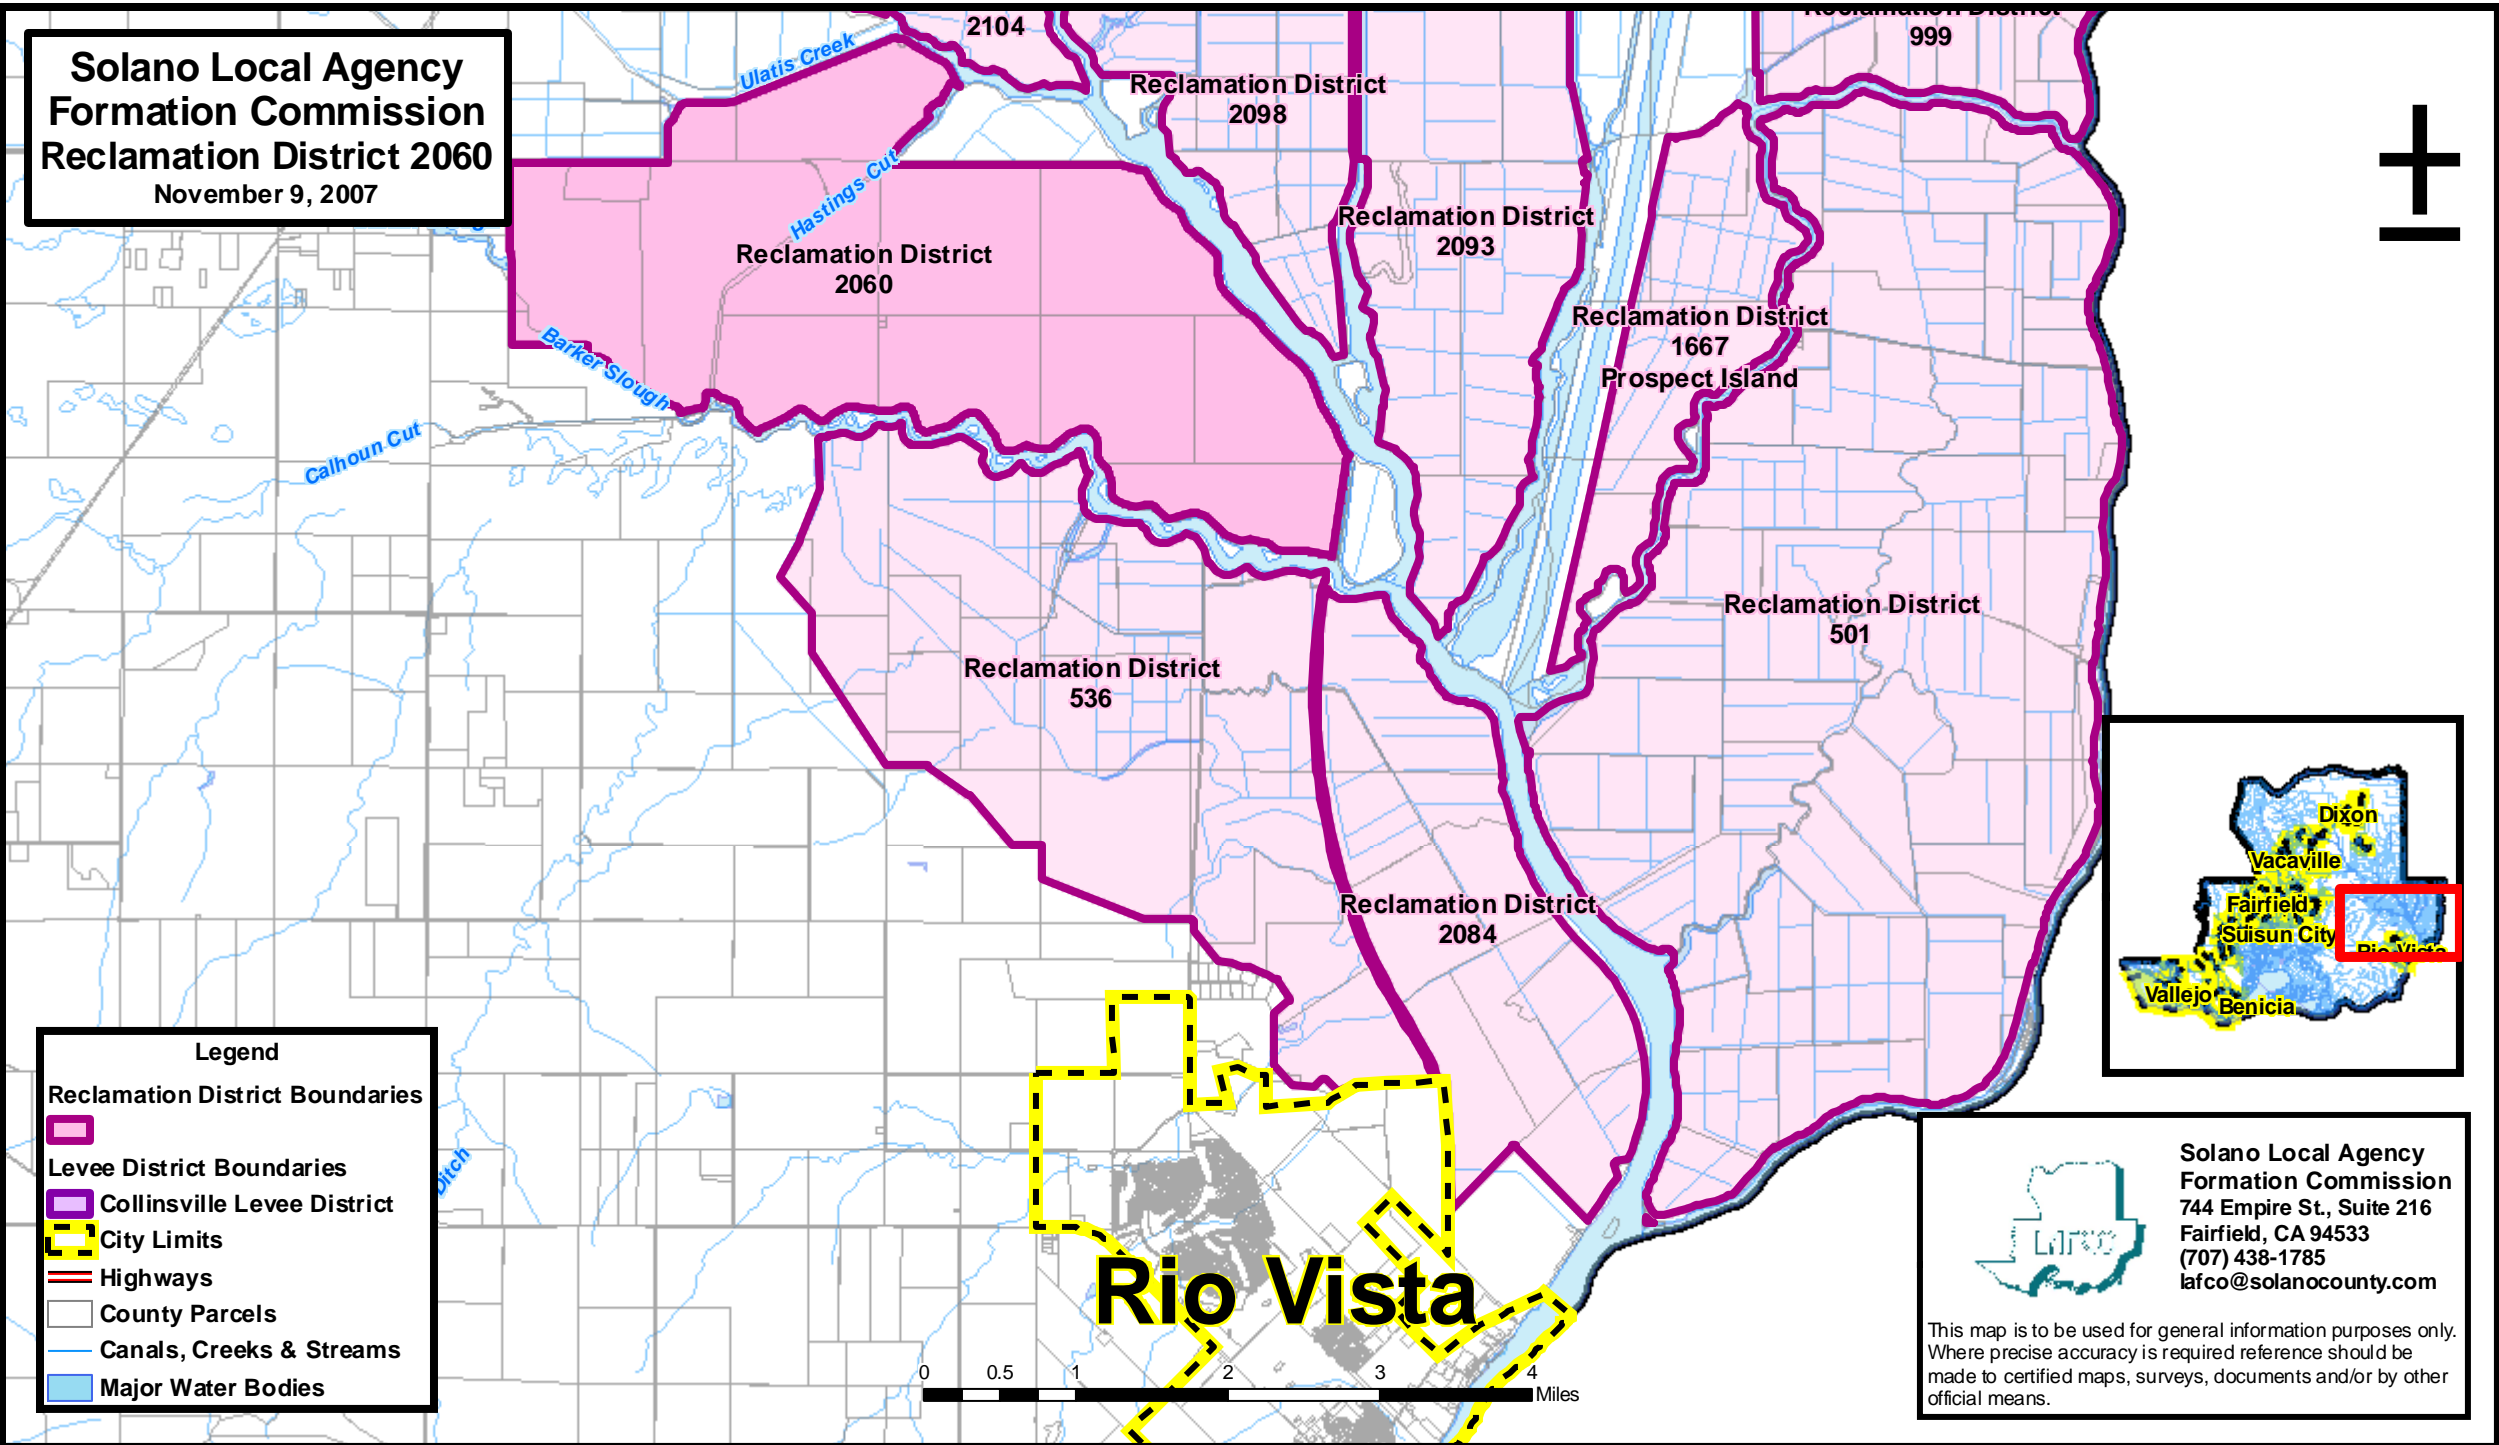 Solano Local Agency
Formation Commission
Reclamation District 2060
November 9, 2007
2104
Reclamation District
999
Ulatis Creek
Reclamation District
2098
Hastings Cut
Reclamation District
2060
Reclamation District
2093
Reclamation District
1667
Prospect Island
Barker Slough
Calhoun Cut
Reclamation District
501
Reclamation District
536
Reclamation District
2084
Dixon
Vacaville
Fairfield
Suisun City
Rio Vista
Vallejo
Benicia
Legend
Reclamation District Boundaries
Levee District Boundaries
Collinsville Levee District
City Limits
Highways
County Parcels
Canals, Creeks & Streams
Major Water Bodies
Ditch
Rio Vista
0 0.5 1 2 3 4
Miles
LAFCO
Solano Local Agency
Formation Commission
744 Empire St., Suite 216
Fairfield, CA 94533
(707) 438-1785
lafco@solanocounty.com
This map is to be used for general information purposes only.
Where precise accuracy is required reference should be
made to certified maps, surveys, documents and/or by other
official means.